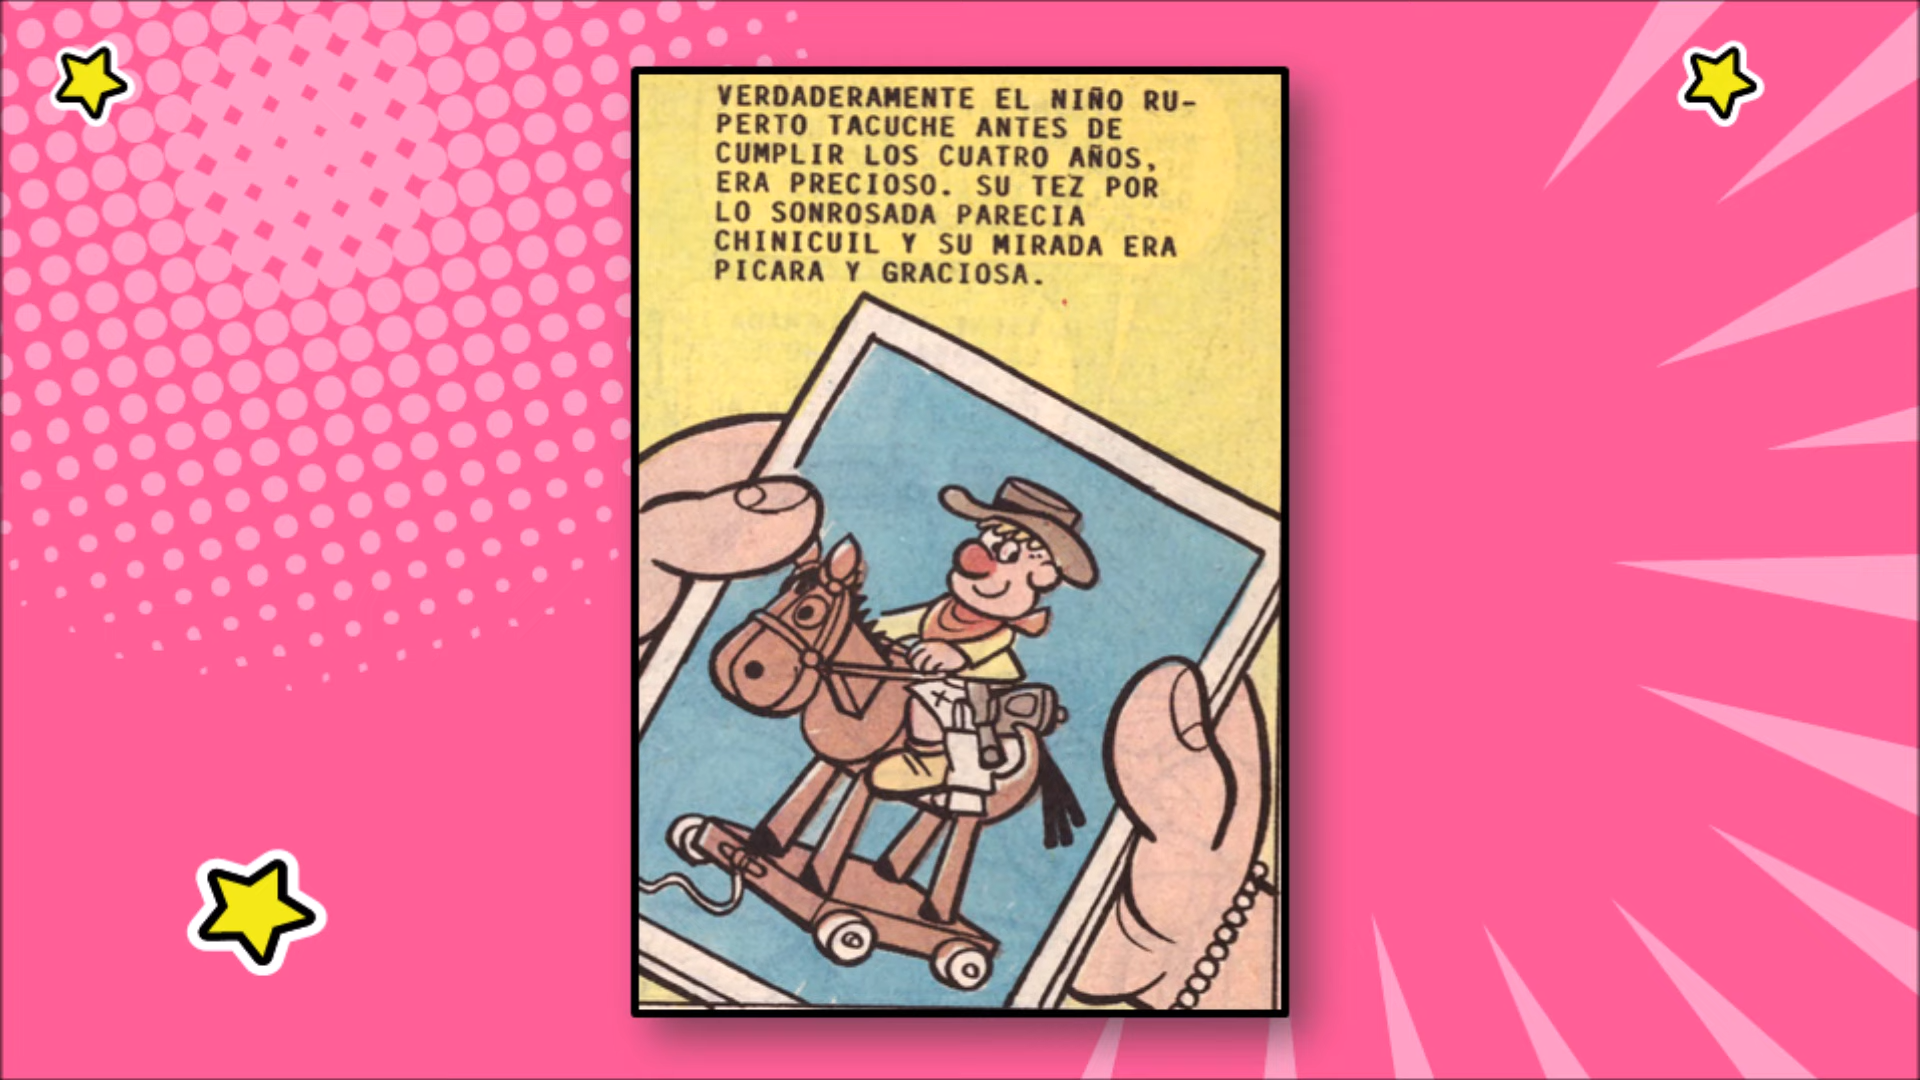 VERDADERAMENTE EL NIÑO RU-
PERTO TACUCHE ANTES DE
CUMPLIR LOS CUATRO AÑOS,
ERA PRECIOSO. SU TEZ POR
LO SONROSADA PARECIA
CHINICUIL Y SU MIRADA ERA
PICARA Y GRACIOSA.